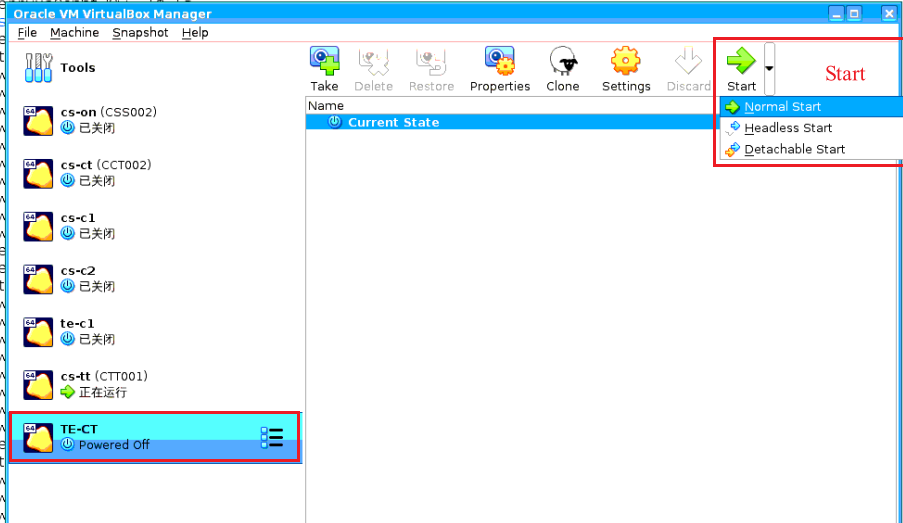 Oracle VM VirtualBox Manager
File Machine Snapshot Help
Tools
Take Delete Restore Properties Clone Settings Discard Start
Start
Normal Start
Headless Start
Detachable Start
Name
Current State
64
cs-on (CSS002)
已关闭
64
cs-ct (CCT002)
已关闭
64
cs-c1
已关闭
64
cs-c2
已关闭
64
te-c1
已关闭
64
cs-tt (CTT001)
正在运行
64
TE-CT
Powered Off